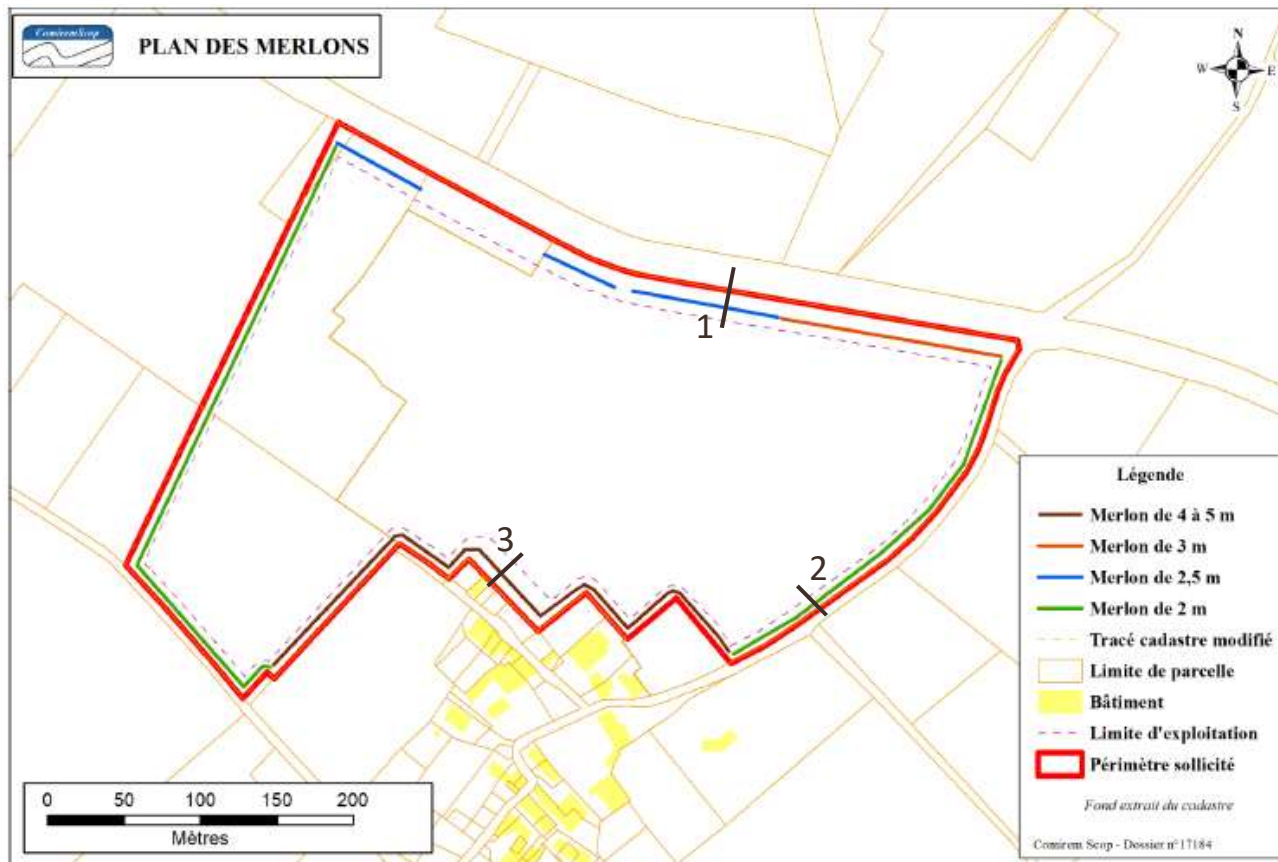 ComiremScop
PLAN DES MERLONS
N
W E
S
1
3
2
Légende
Merlon de 4 à 5 m
Merlon de 3 m
Merlon de 2,5 m
Merlon de 2 m
Tracé cadastre modifié
Limite de parcelle
Bâtiment
Limite d'exploitation
Périmètre sollicité
Fond extrait du cadastre
Comirem Scop - Dossier n°17184
0 50 100 150 200
Mètres